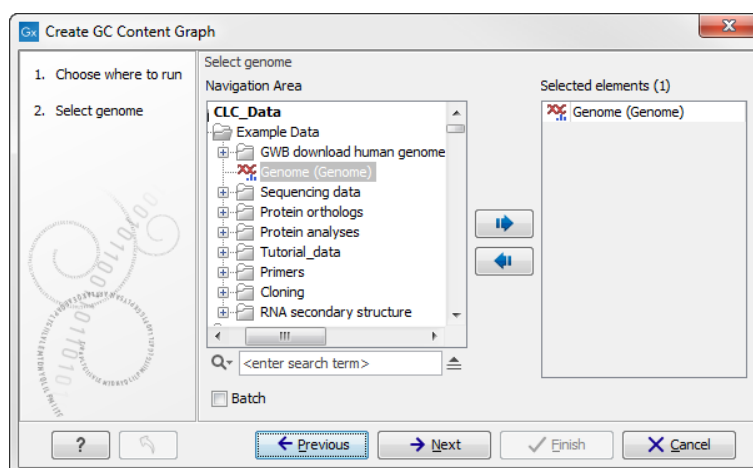 Gx Create GC Content Graph
1. Choose where to run
2. Select genome
Select genome
Navigation Area
CLC_Data
Example Data
GWB download human genome
Genome (Genome)
Sequencing data
Protein orthologs
Protein analyses
Tutorial_data
Primers
Cloning
RNA secondary structure
<enter search term>
Batch
Selected elements (1)
Genome (Genome)
?
Previous
Next
Finish
Cancel